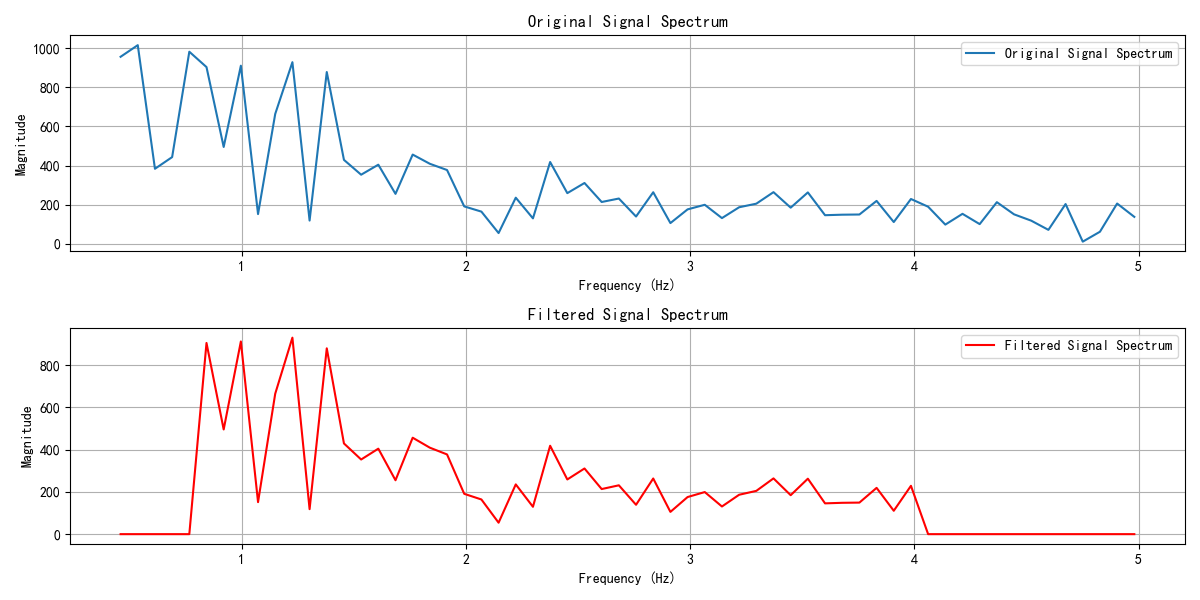 Original Signal Spectrum
Original Signal Spectrum
Magnitude
1000
800
600
400
200
0
1 2 3 4 5
Frequency (Hz)
Filtered Signal Spectrum
Filtered Signal Spectrum
Magnitude
800
600
400
200
0
1 2 3 4 5
Frequency (Hz)